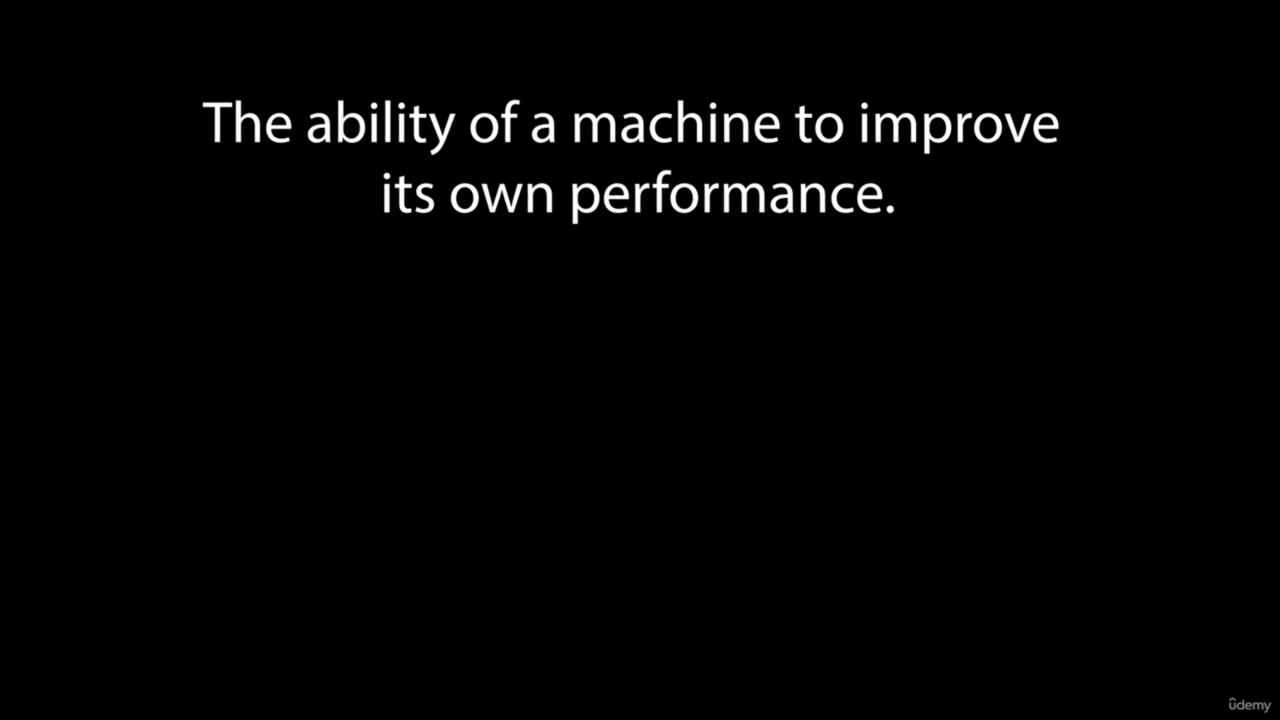 The ability of a machine to improve
its own performance.
ûdemy